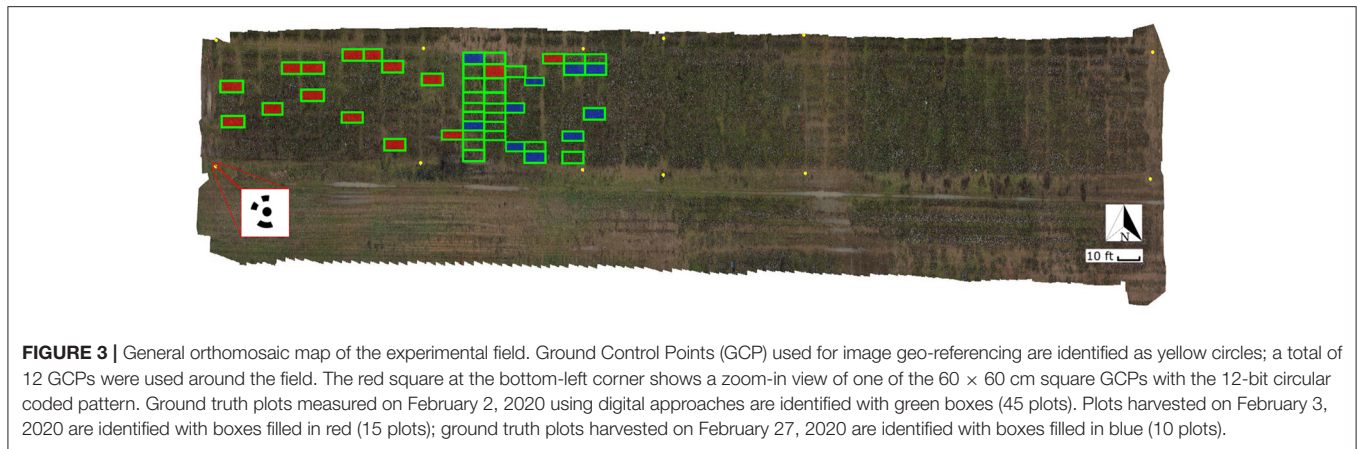 N
10 ft
FIGURE 3 | General orthomosaic map of the experimental field. Ground Control Points (GCP) used for image geo-referencing are identified as yellow circles; a total of
12 GCPs were used around the field. The red square at the bottom-left corner shows a zoom-in view of one of the 60 × 60 cm square GCPs with the 12-bit circular
coded pattern. Ground truth plots measured on February 2, 2020 using digital approaches are identified with green boxes (45 plots). Plots harvested on February 3,
2020 are identified with boxes filled in red (15 plots); ground truth plots harvested on February 27, 2020 are identified with boxes filled in blue (10 plots).